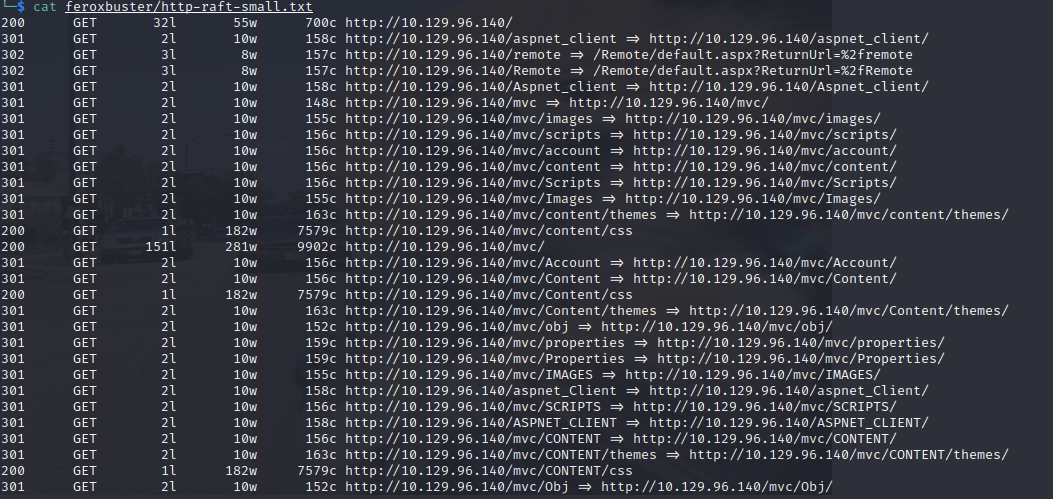 └─$ cat feroxbuster/http-raft-small.txt
200 GET 32l 55w 700c http://10.129.96.140/
301 GET 2l 10w 158c http://10.129.96.140/aspnet_client => http://10.129.96.140/aspnet_client/
302 GET 3l 8w 157c http://10.129.96.140/remote => /Remote/default.aspx?ReturnUrl=%2fremote
302 GET 3l 8w 157c http://10.129.96.140/Remote => /Remote/default.aspx?ReturnUrl=%2fRemote
301 GET 2l 10w 158c http://10.129.96.140/Aspnet_client => http://10.129.96.140/Aspnet_client/
301 GET 2l 10w 148c http://10.129.96.140/mvc => http://10.129.96.140/mvc/
301 GET 2l 10w 155c http://10.129.96.140/mvc/images => http://10.129.96.140/mvc/images/
301 GET 2l 10w 156c http://10.129.96.140/mvc/scripts => http://10.129.96.140/mvc/scripts/
301 GET 2l 10w 156c http://10.129.96.140/mvc/account => http://10.129.96.140/mvc/account/
301 GET 2l 10w 156c http://10.129.96.140/mvc/content => http://10.129.96.140/mvc/content/
301 GET 2l 10w 156c http://10.129.96.140/mvc/Scripts => http://10.129.96.140/mvc/Scripts/
301 GET 2l 10w 155c http://10.129.96.140/mvc/Images => http://10.129.96.140/mvc/Images/
301 GET 2l 10w 163c http://10.129.96.140/mvc/content/themes => http://10.129.96.140/mvc/content/themes/
200 GET 1l 182w 7579c http://10.129.96.140/mvc/content/css
200 GET 151l 281w 9902c http://10.129.96.140/mvc/
301 GET 2l 10w 156c http://10.129.96.140/mvc/Account => http://10.129.96.140/mvc/Account/
301 GET 2l 10w 156c http://10.129.96.140/mvc/Content => http://10.129.96.140/mvc/Content/
200 GET 1l 182w 7579c http://10.129.96.140/mvc/Content/css
301 GET 2l 10w 163c http://10.129.96.140/mvc/Content/themes => http://10.129.96.140/mvc/Content/themes/
301 GET 2l 10w 152c http://10.129.96.140/mvc/obj => http://10.129.96.140/mvc/obj/
301 GET 2l 10w 159c http://10.129.96.140/mvc/properties => http://10.129.96.140/mvc/properties/
301 GET 2l 10w 159c http://10.129.96.140/mvc/Properties => http://10.129.96.140/mvc/Properties/
301 GET 2l 10w 155c http://10.129.96.140/mvc/IMAGES => http://10.129.96.140/mvc/IMAGES/
301 GET 2l 10w 158c http://10.129.96.140/aspnet_Client => http://10.129.96.140/aspnet_Client/
301 GET 2l 10w 156c http://10.129.96.140/mvc/SCRIPTS => http://10.129.96.140/mvc/SCRIPTS/
301 GET 2l 10w 158c http://10.129.96.140/ASPNET_CLIENT => http://10.129.96.140/ASPNET_CLIENT/
301 GET 2l 10w 156c http://10.129.96.140/mvc/CONTENT => http://10.129.96.140/mvc/CONTENT/
301 GET 2l 10w 163c http://10.129.96.140/mvc/CONTENT/themes => http://10.129.96.140/mvc/CONTENT/themes/
200 GET 1l 182w 7579c http://10.129.96.140/mvc/CONTENT/css
301 GET 2l 10w 152c http://10.129.96.140/mvc/Obj => http://10.129.96.140/mvc/Obj/